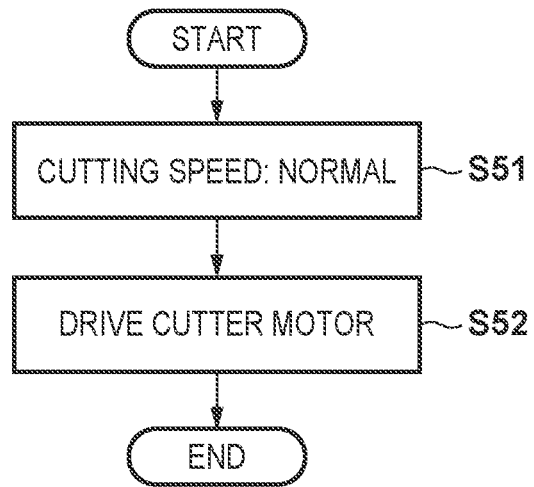 START
CUTTING SPEED: NORMAL
S51
DRIVE CUTTER MOTOR
S52
END